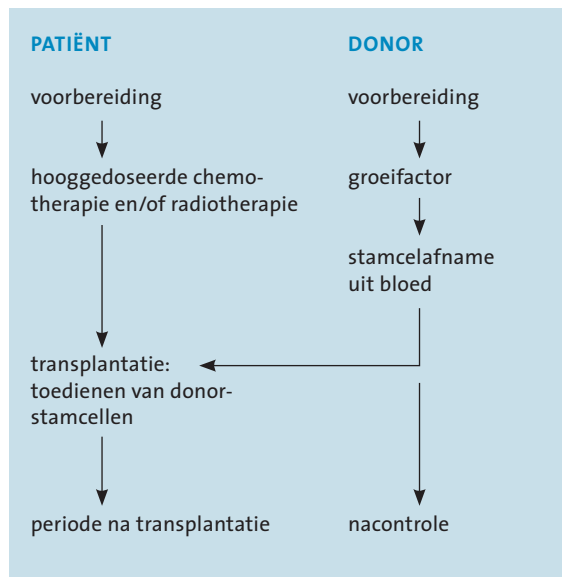 PATIËNT
voorbereiding
hooggedoseerde chemo-
therapie en/of radiotherapie
transplantatie:
toedienen van donor-
stamcellen
periode na transplantatie
DONOR
voorbereiding
groeifactor
stamcelafname
uit bloed
nacontrole